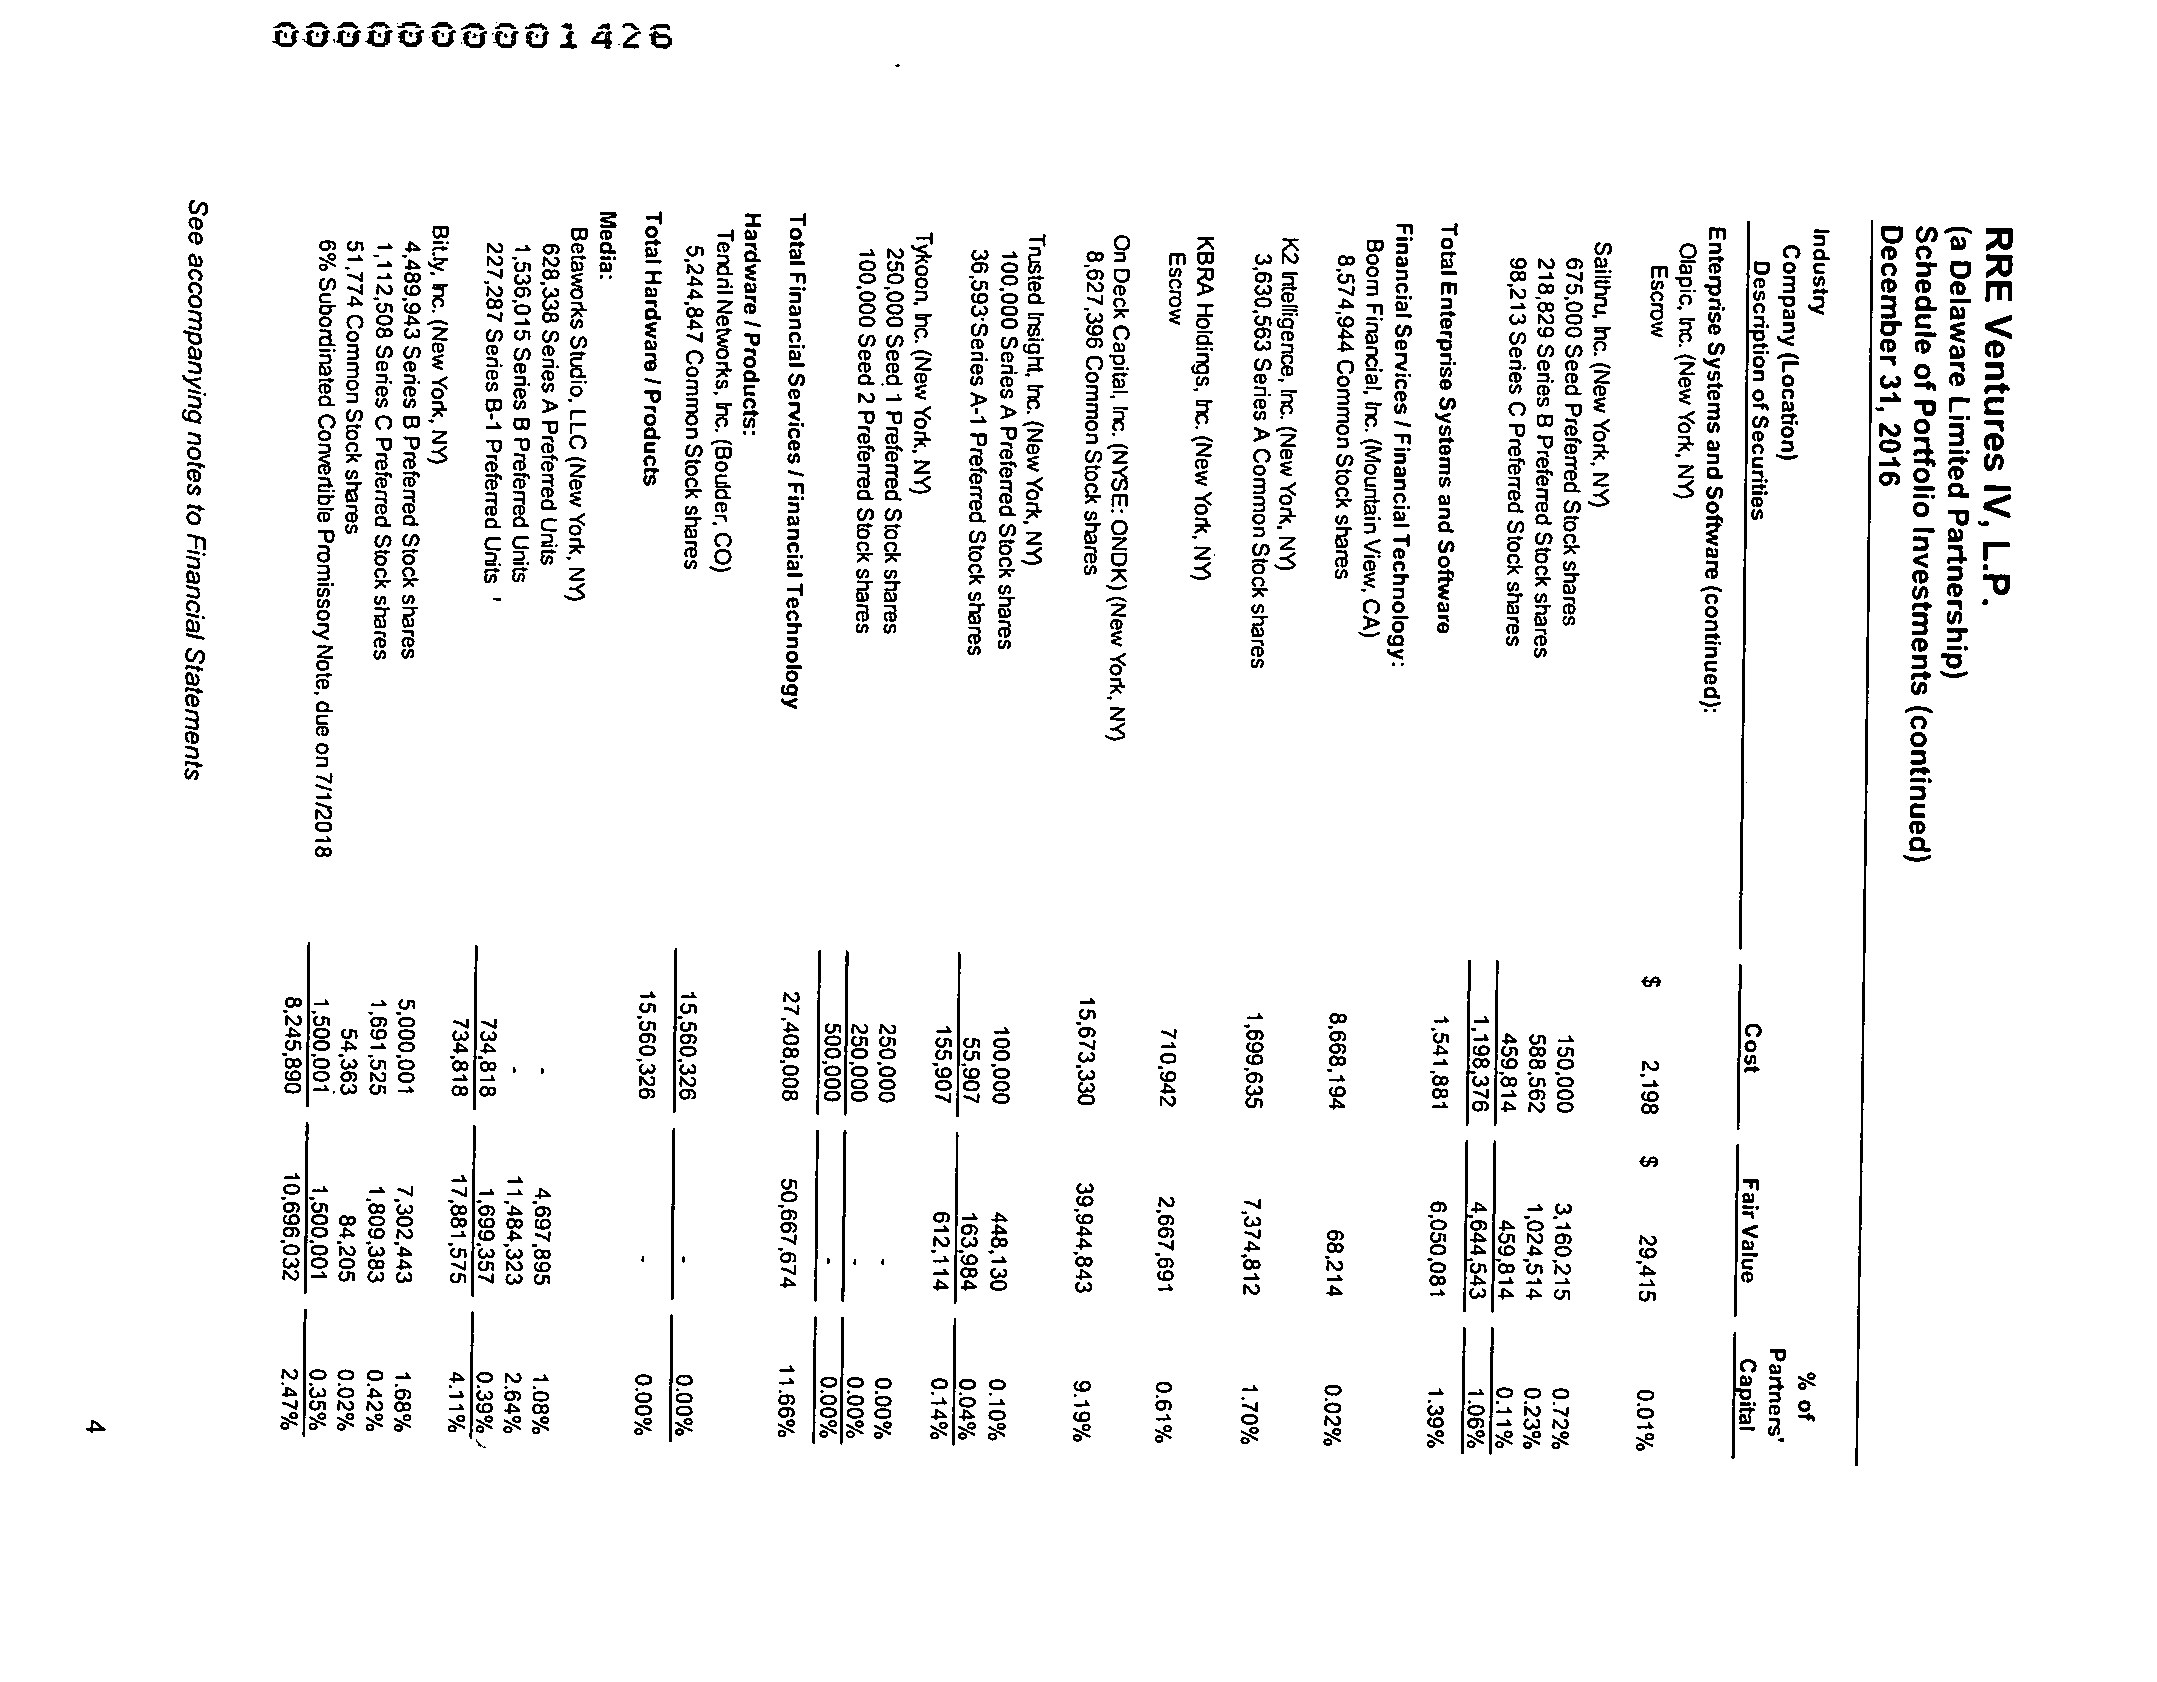 RRE Ventures IV, L.P.
(a Delaware Limited Partnership)
Schedule of Portfolio Investments (continued)
December 31, 2016
Industry
Company (Location)
Description of Securities Cost Fair Value % of Partners' Capital
Enterprise Systems and Software (continued):
Olapic, Inc. (New York, NY)
Escrow $ 2,198 $ 29,415 0.01%
Sailthru, Inc. (New York, NY)
675,000 Seed Preferred Stock shares 150,000 3,160,215 0.72%
218,829 Series B Preferred Stock shares 588,562 1,024,514 0.23%
98,213 Series C Preferred Stock shares 459,814 459,814 0.11%
1,198,376 4,644,543 1.06%
Total Enterprise Systems and Software 1,541,881 6,050,081 1.39%
Financial Services / Financial Technology:
Boom Financial, Inc. (Mountain View, CA)
8,574,944 Common Stock shares 8,668,194 68,214 0.02%
K2 Intelligence, Inc. (New York, NY)
3,630,563 Series A Common Stock shares 1,699,635 7,374,812 1.70%
KBRA Holdings, Inc. (New York, NY)
Escrow 710,942 2,667,691 0.61%
On Deck Capital, Inc. (NYSE: ONDK) (New York, NY)
8,627,396 Common Stock shares 15,673,330 39,944,843 9.19%
Trusted Insight, Inc. (New York, NY)
100,000 Series A Preferred Stock shares 100,000 448,130 0.10%
36,593 Series A-1 Preferred Stock shares 55,907 163,984 0.04%
155,907 612,114 0.14%
Tykoon, Inc. (New York, NY)
250,000 Seed 1 Preferred Stock shares 250,000 - 0.00%
100,000 Seed 2 Preferred Stock shares 250,000 - 0.00%
500,000 - 0.00%
Total Financial Services / Financial Technology 27,408,008 50,667,674 11.66%
Hardware / Products:
Tendril Networks, Inc. (Boulder, CO)
5,244,847 Common Stock shares 15,560,326 - 0.00%
Total Hardware / Products 15,560,326 - 0.00%
Media:
Betaworks Studio, LLC (New York, NY)
628,338 Series A Preferred Units - 4,697,895 1.08%
1,536,015 Series B Preferred Units - 11,484,323 2.64%
227,287 Series B-1 Preferred Units 734,818 1,699,357 0.39%
734,818 17,881,575 4.11%
Bit.ly, Inc. (New York, NY)
4,489,943 Series B Preferred Stock shares 5,000,001 7,302,443 1.68%
1,112,508 Series C Preferred Stock shares 1,691,525 1,809,383 0.42%
51,774 Common Stock shares 54,363 84,205 0.02%
6% Subordinated Convertible Promissory Note, due on 7/1/2018 1,500,001 1,500,001 0.35%
8,245,890 10,696,032 2.47%
See accompanying notes to Financial Statements
4
0000000001426